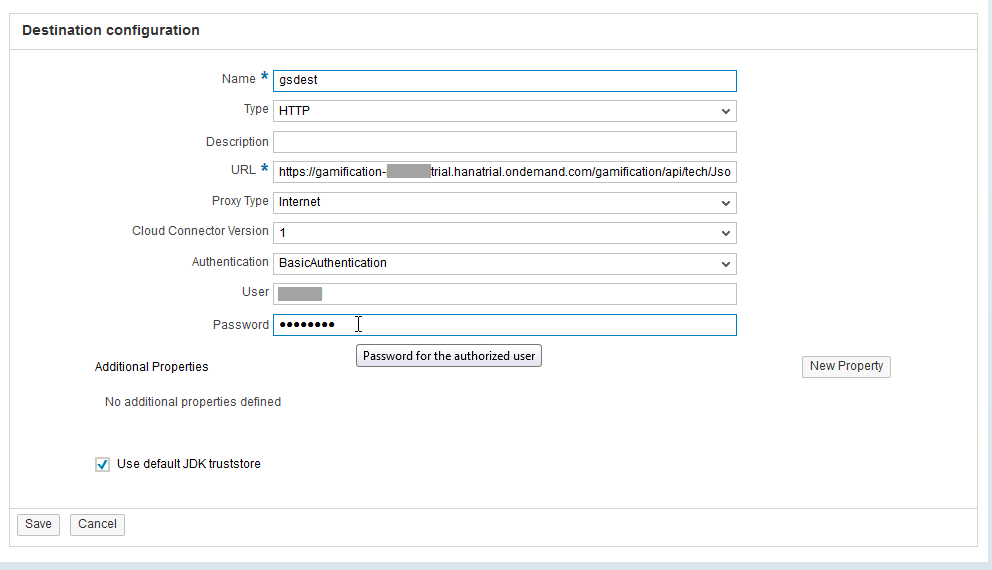 Destination configuration
Name *
gsdest
Type
HTTP
Description
URL *
https://gamification- trial.hanatrial.ondemand.com/gamification/api/tech/Jso
Proxy Type
Internet
Cloud Connector Version
1
Authentication
BasicAuthentication
User
Password
••••••••
Password for the authorized user
Additional Properties
New Property
No additional properties defined
Use default JDK truststore
Save
Cancel